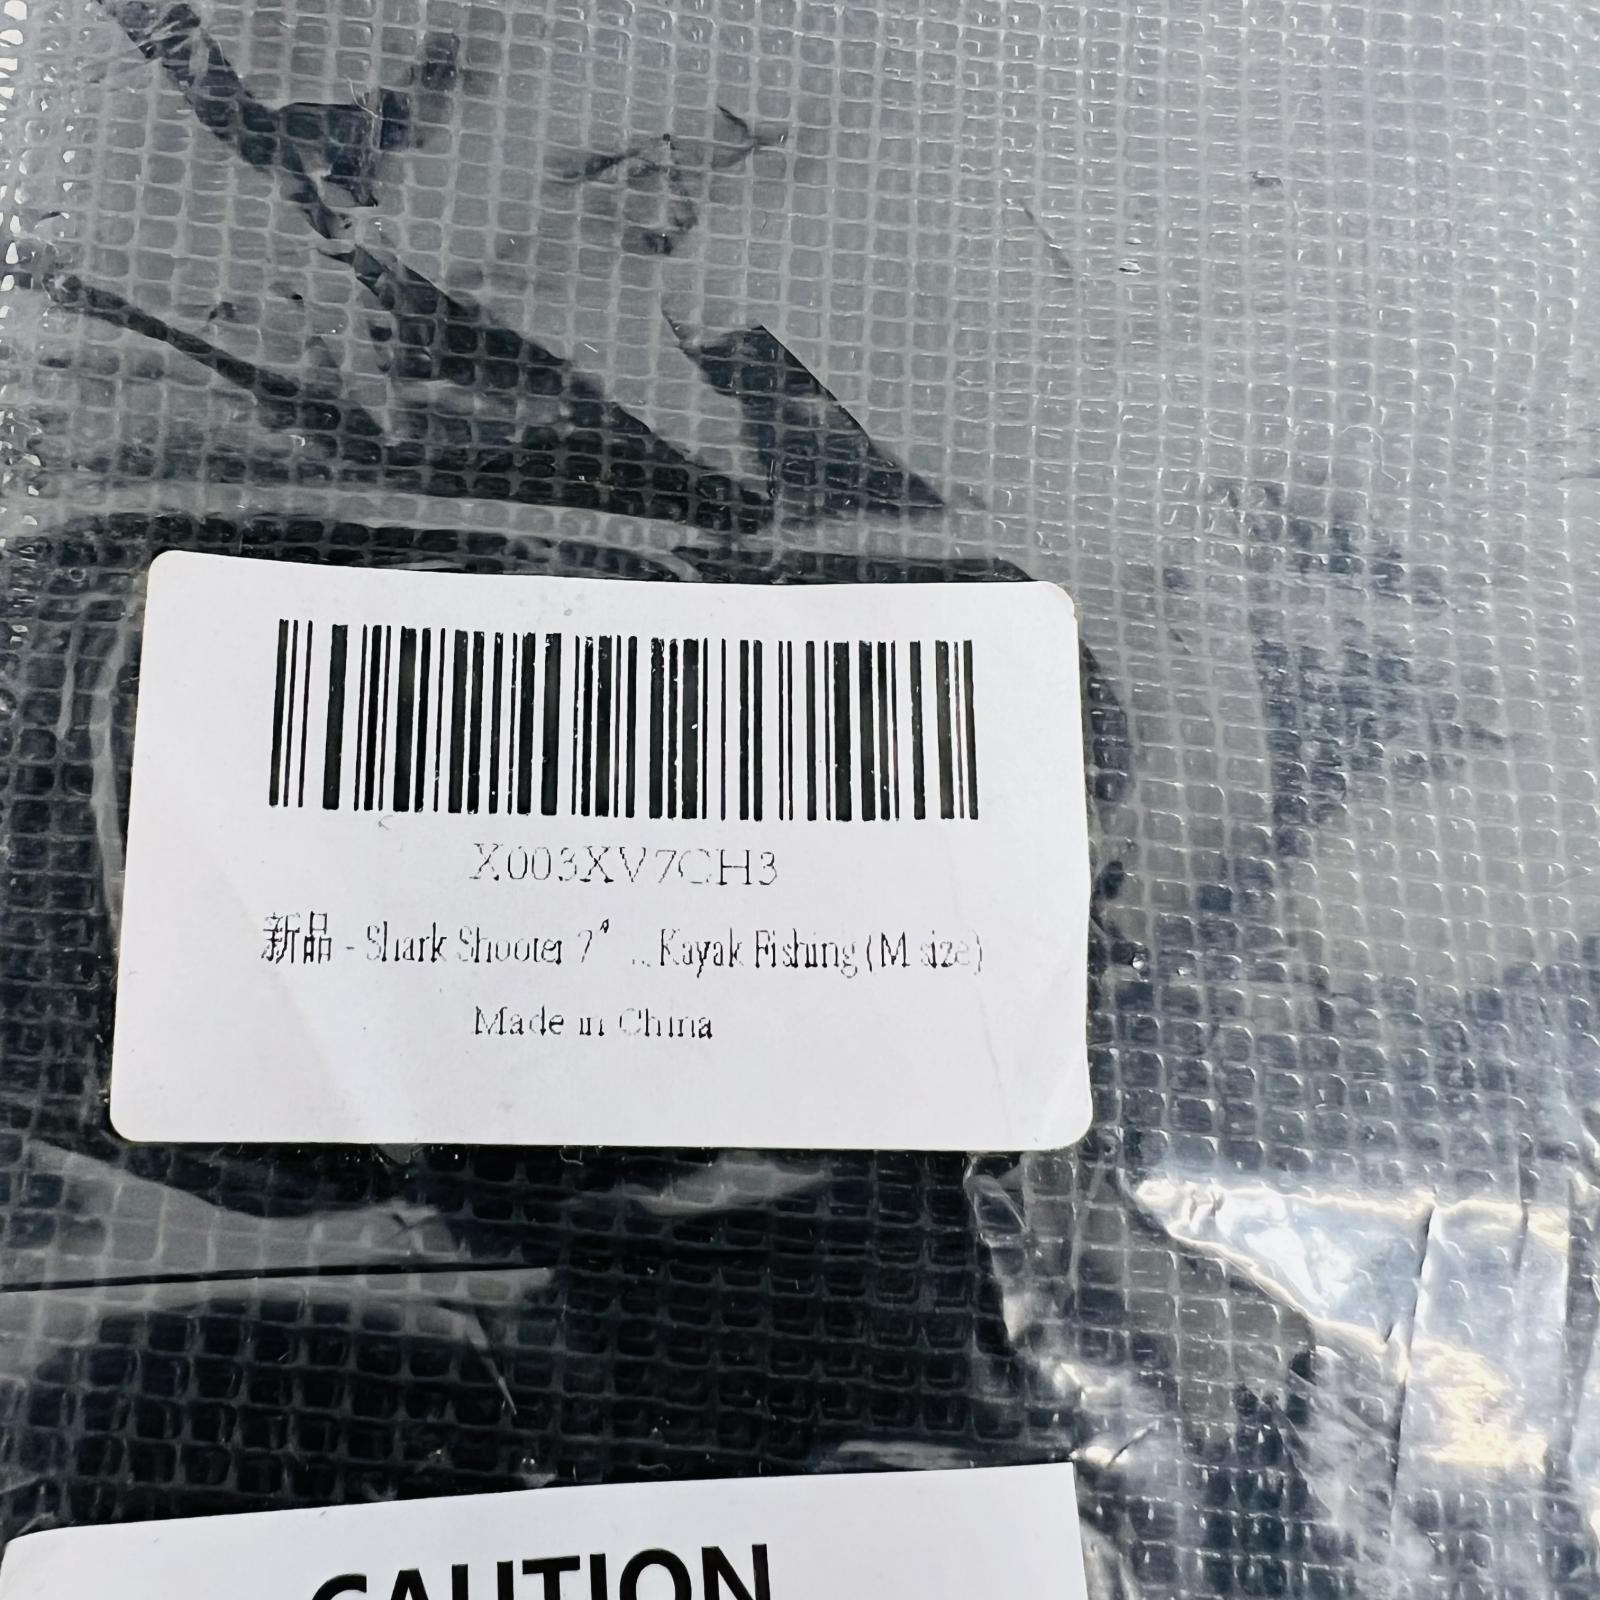 X003XV7CH3
新品 - Shark Shooter 7" ... Kayak Fishing (M size)
Made in China
CAUTION